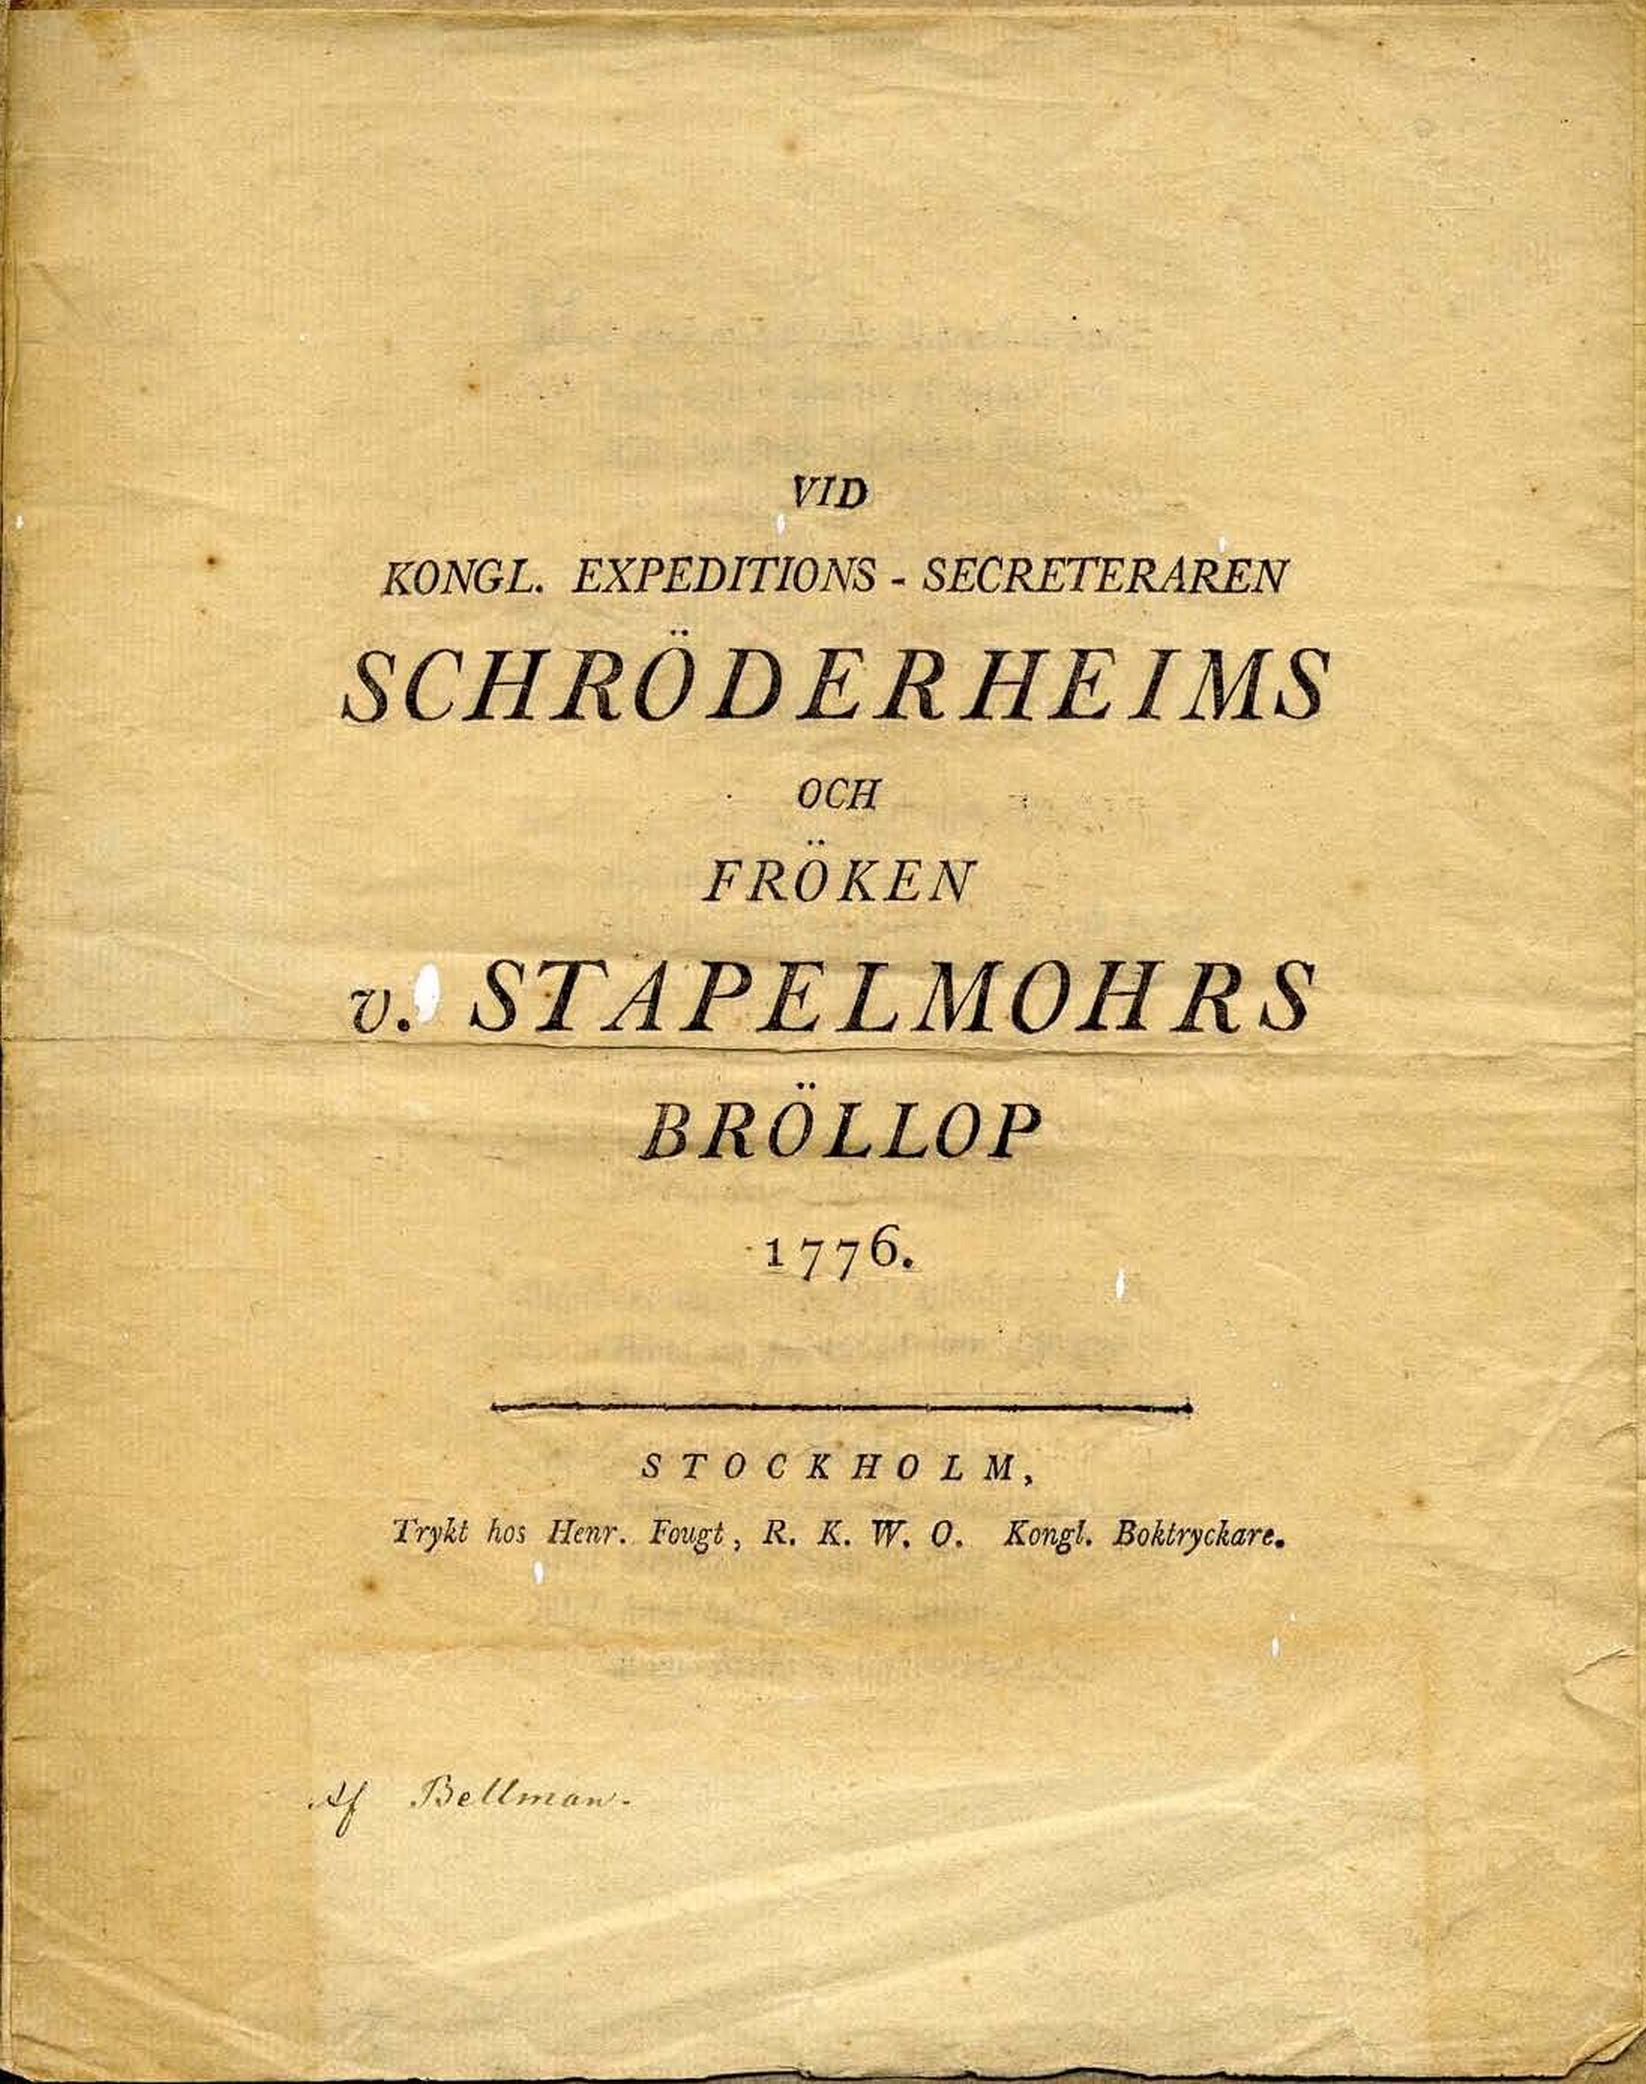 VID
KONGL. EXPEDITIONS - SECRETERAREN
SCHRÖDERHEIMS
OCH
FRÖKEN
v. STAPELMOHRS
BRÖLLOP
1776.
STOCKHOLM,
Trykt hos Henr. Fougt, R. K. W. O. Kongl. Boktryckare.
Af Bellman.